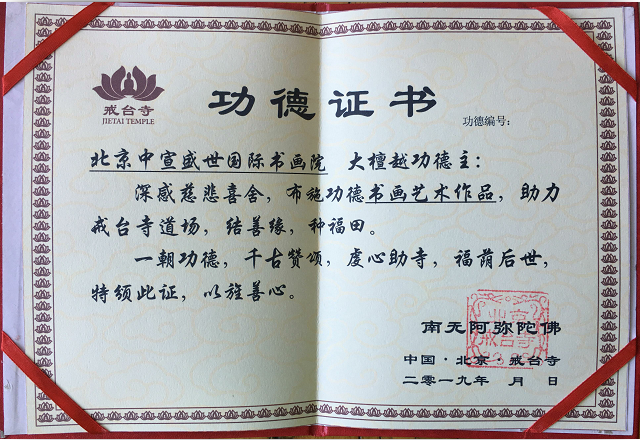 戒台寺
JIETAI TEMPLE
功德证书
功德编号：
北京中宣盛世国际书画院 大檀越功德主：
深感慈悲喜舍，布施功德书画艺术作品，助力
戒台寺道场，结善缘，种福田。
一朝功德，千古赞颂，虔心助寺，福荫后世，
特颁此证，以旌善心。
南无阿弥陀佛
北京
戒台寺
中国·北京·戒台寺
二零一九年 月 日